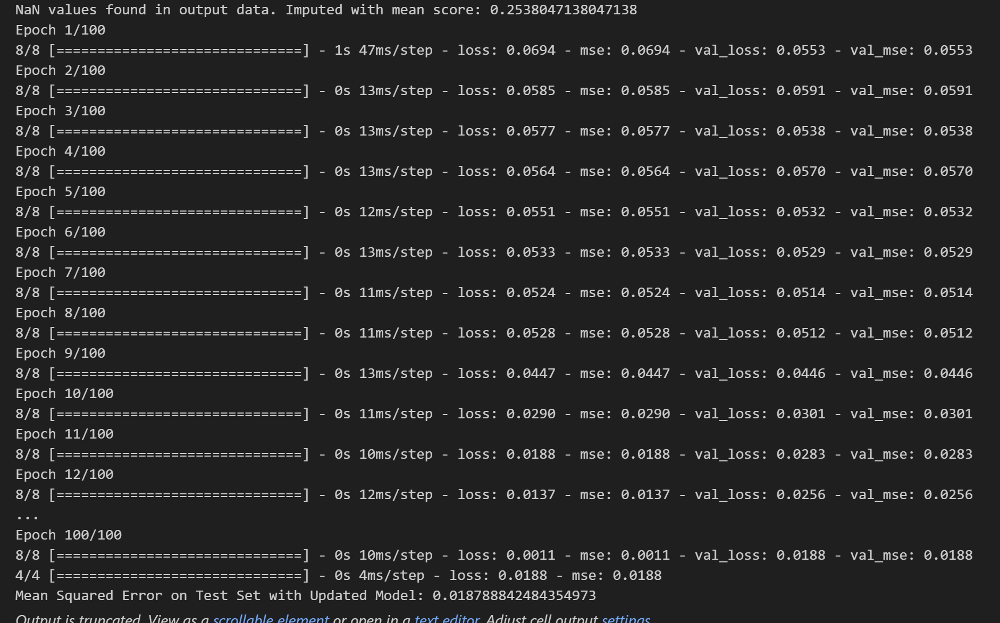 NaN values found in output data. Imputed with mean score: 0.2538047138047138
Epoch 1/100
8/8 [==============================] - 1s 47ms/step - loss: 0.0694 - mse: 0.0694 - val_loss: 0.0553 - val_mse: 0.0553
Epoch 2/100
8/8 [==============================] - 0s 13ms/step - loss: 0.0585 - mse: 0.0585 - val_loss: 0.0591 - val_mse: 0.0591
Epoch 3/100
8/8 [==============================] - 0s 13ms/step - loss: 0.0577 - mse: 0.0577 - val_loss: 0.0538 - val_mse: 0.0538
Epoch 4/100
8/8 [==============================] - 0s 13ms/step - loss: 0.0564 - mse: 0.0564 - val_loss: 0.0570 - val_mse: 0.0570
Epoch 5/100
8/8 [==============================] - 0s 12ms/step - loss: 0.0551 - mse: 0.0551 - val_loss: 0.0532 - val_mse: 0.0532
Epoch 6/100
8/8 [==============================] - 0s 13ms/step - loss: 0.0533 - mse: 0.0533 - val_loss: 0.0529 - val_mse: 0.0529
Epoch 7/100
8/8 [==============================] - 0s 11ms/step - loss: 0.0524 - mse: 0.0524 - val_loss: 0.0514 - val_mse: 0.0514
Epoch 8/100
8/8 [==============================] - 0s 11ms/step - loss: 0.0528 - mse: 0.0528 - val_loss: 0.0512 - val_mse: 0.0512
Epoch 9/100
8/8 [==============================] - 0s 13ms/step - loss: 0.0447 - mse: 0.0447 - val_loss: 0.0446 - val_mse: 0.0446
Epoch 10/100
8/8 [==============================] - 0s 11ms/step - loss: 0.0290 - mse: 0.0290 - val_loss: 0.0301 - val_mse: 0.0301
Epoch 11/100
8/8 [==============================] - 0s 10ms/step - loss: 0.0188 - mse: 0.0188 - val_loss: 0.0283 - val_mse: 0.0283
Epoch 12/100
8/8 [==============================] - 0s 12ms/step - loss: 0.0137 - mse: 0.0137 - val_loss: 0.0256 - val_mse: 0.0256
...
Epoch 100/100
8/8 [==============================] - 0s 10ms/step - loss: 0.0011 - mse: 0.0011 - val_loss: 0.0188 - val_mse: 0.0188
4/4 [==============================] - 0s 4ms/step - loss: 0.0188 - mse: 0.0188
Mean Squared Error on Test Set with Updated Model: 0.018788842484354973
Output is truncated. View as a scrollable element or open in a text editor. Adjust cell output settings